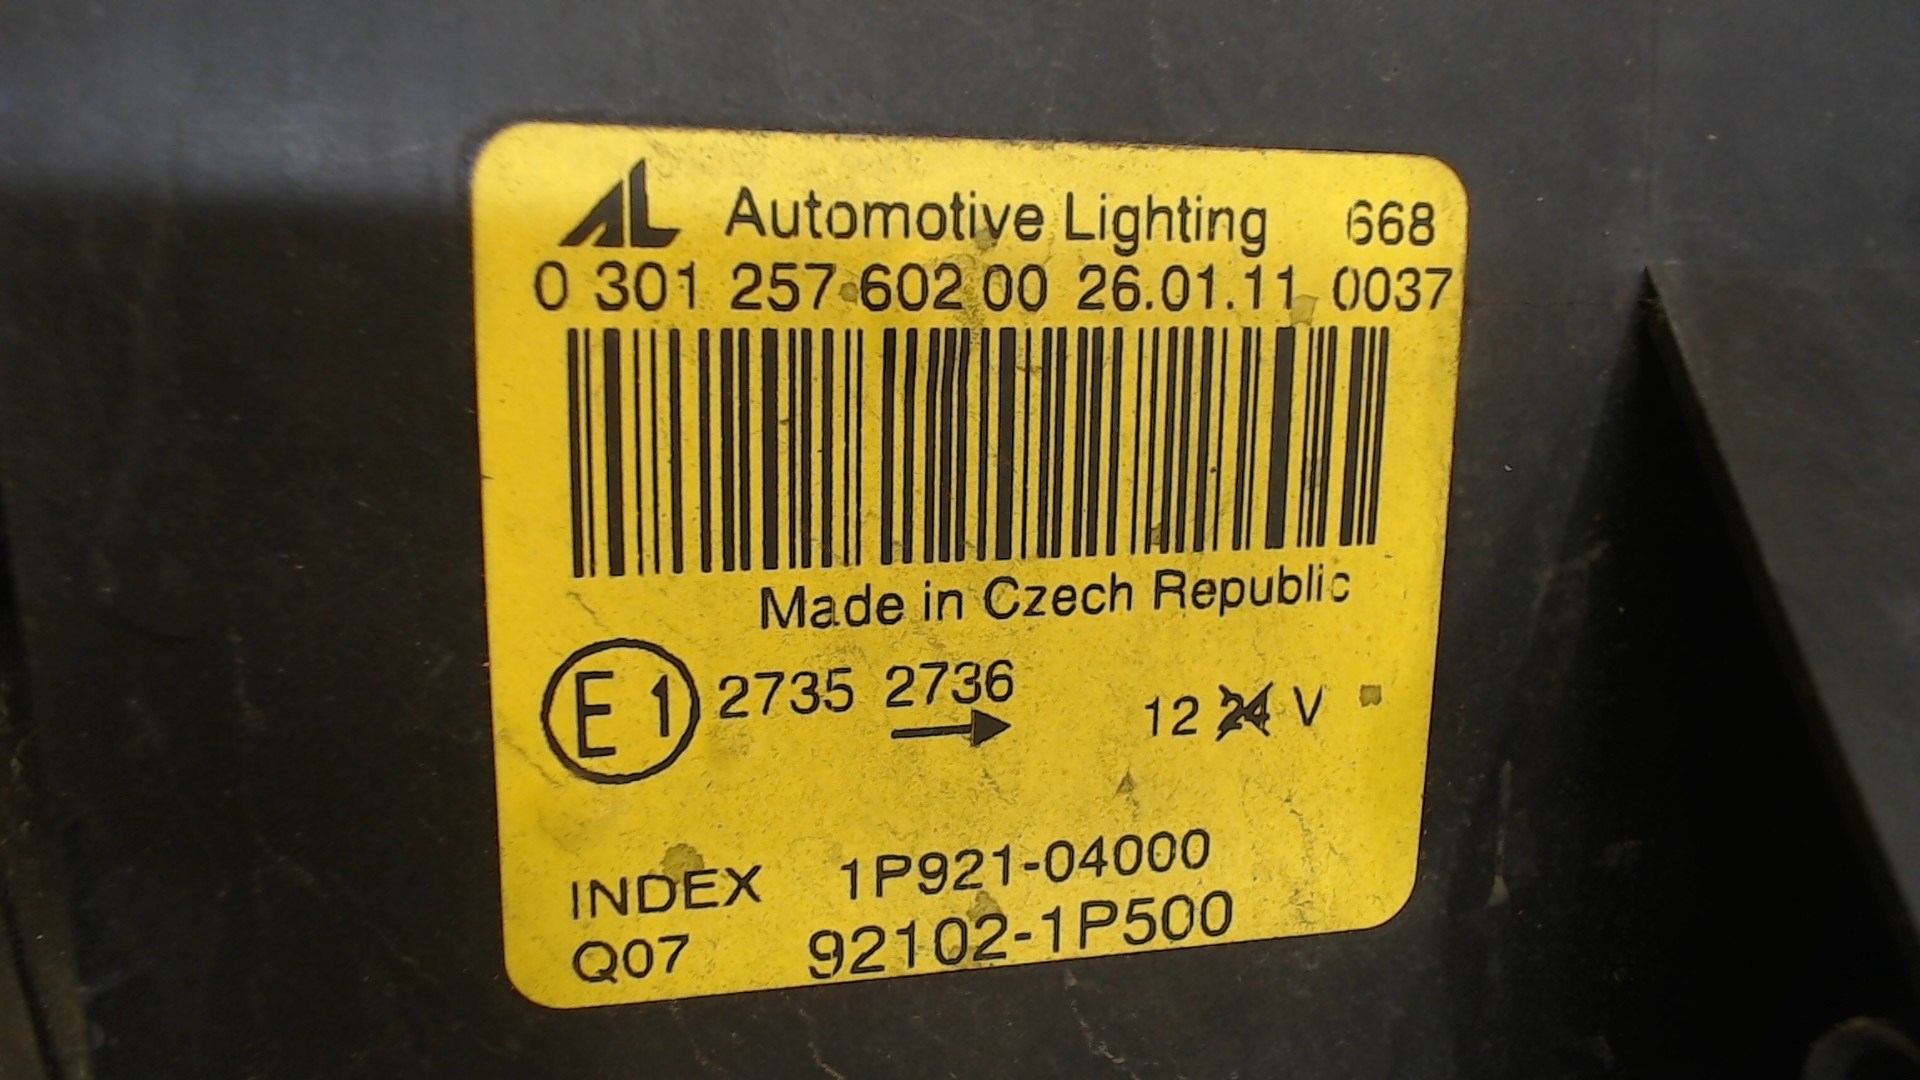 AL Automotive Lighting 668
0 301 257 602 00 26.01.11 0037
Made in Czech Republic
E1 2735 2736 12 24 V
INDEX 1P921-04000
Q07 92102-1P500